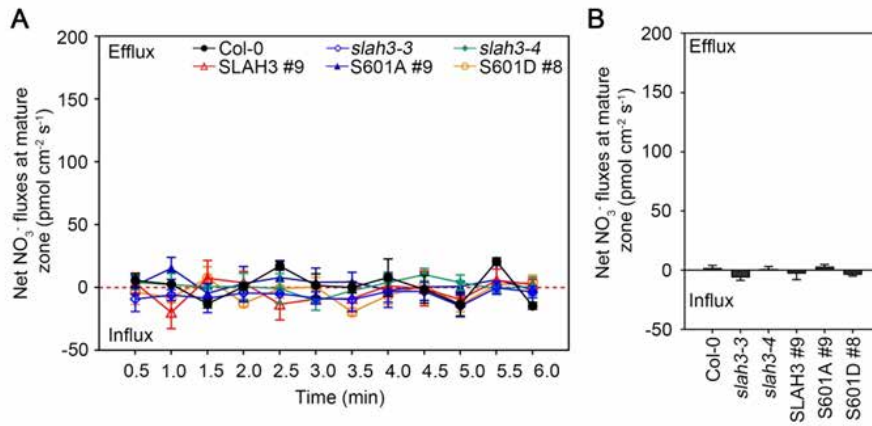 A
Net NO3- fluxes at mature
zone (pmol cm-2 s-1)
200
150
100
50
0
-50
Efflux
Col-0 slah3-3 slah3-4
SLAH3 #9 S601A #9 S601D #8
Influx
0.5 1.0 1.5 2.0 2.5 3.0 3.5 4.0 4.5 5.0 5.5 6.0
Time (min)
B
Net NO3- fluxes at mature
zone (pmol cm-2 s-1)
200
150
100
50
0
-50
Efflux
Influx
Col-0
slah3-3
slah3-4
SLAH3 #9
S601A #9
S601D #8